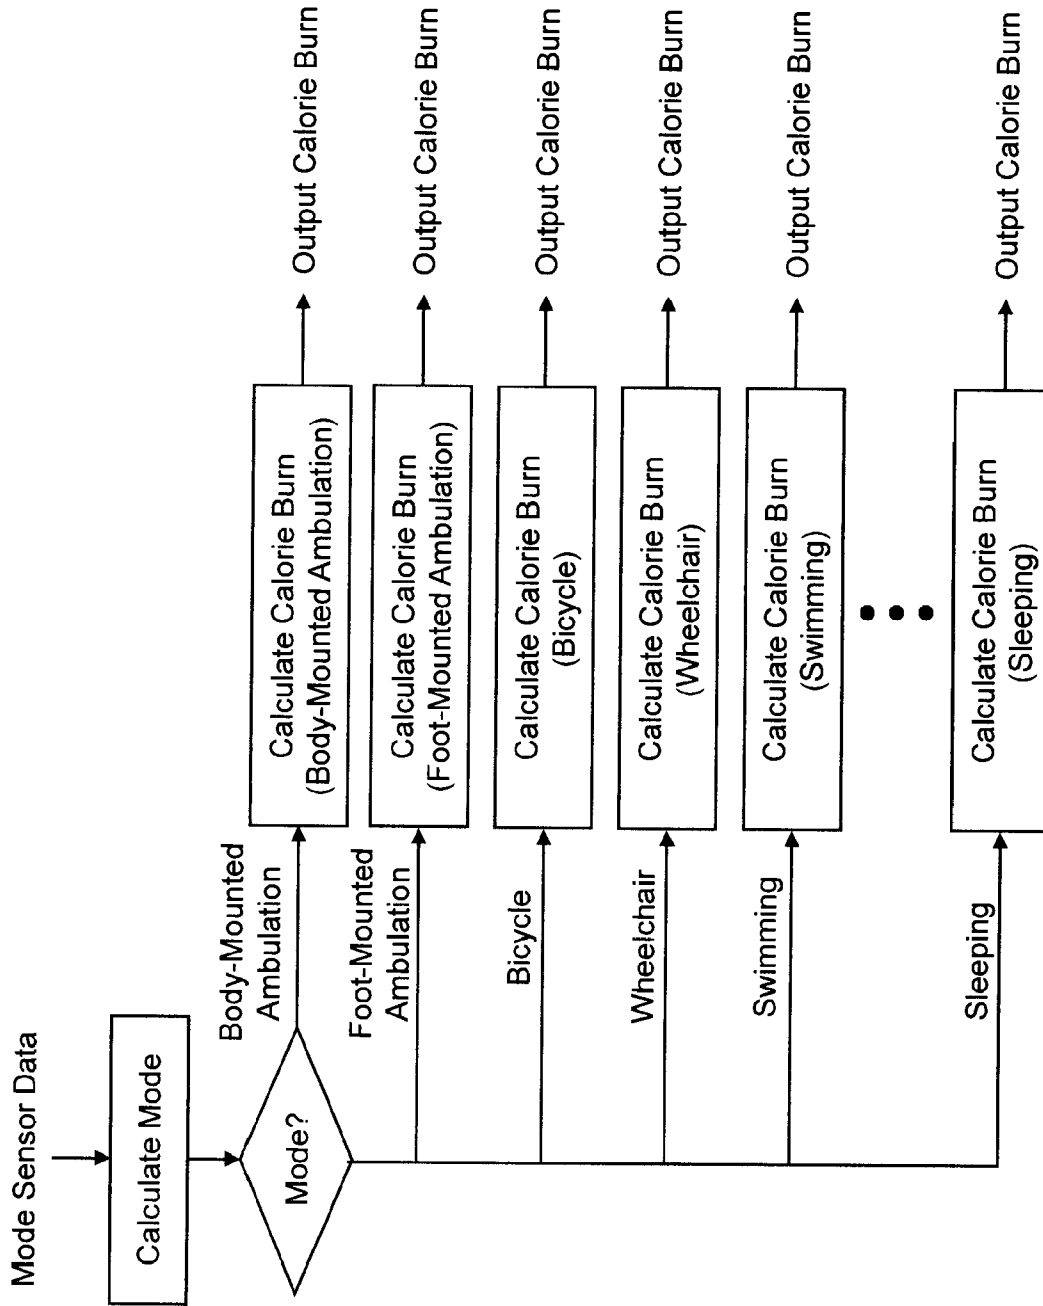 Mode Sensor Data
Calculate Mode
Mode?
Body-Mounted
Ambulation
Calculate Calorie Burn
(Body-Mounted Ambulation)
Output Calorie Burn
Foot-Mounted
Ambulation
Calculate Calorie Burn
(Foot-Mounted Ambulation)
Output Calorie Burn
Bicycle
Calculate Calorie Burn
(Bicycle)
Output Calorie Burn
Wheelchair
Calculate Calorie Burn
(Wheelchair)
Output Calorie Burn
Swimming
Calculate Calorie Burn
(Swimming)
Output Calorie Burn
Sleeping
Calculate Calorie Burn
(Sleeping)
Output Calorie Burn